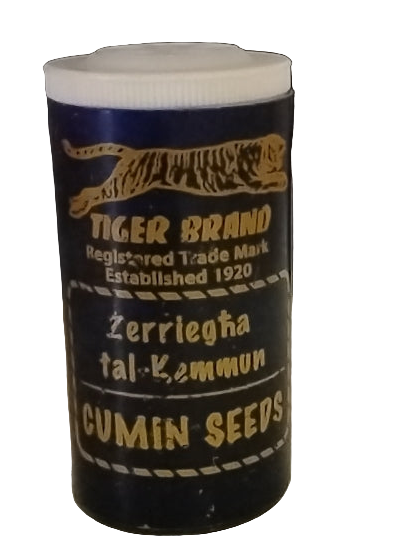 TIGER BRAND
Registered Trade Mark
Established 1920
Żerriegħa
tal-Kemmun
CUMIN SEEDS